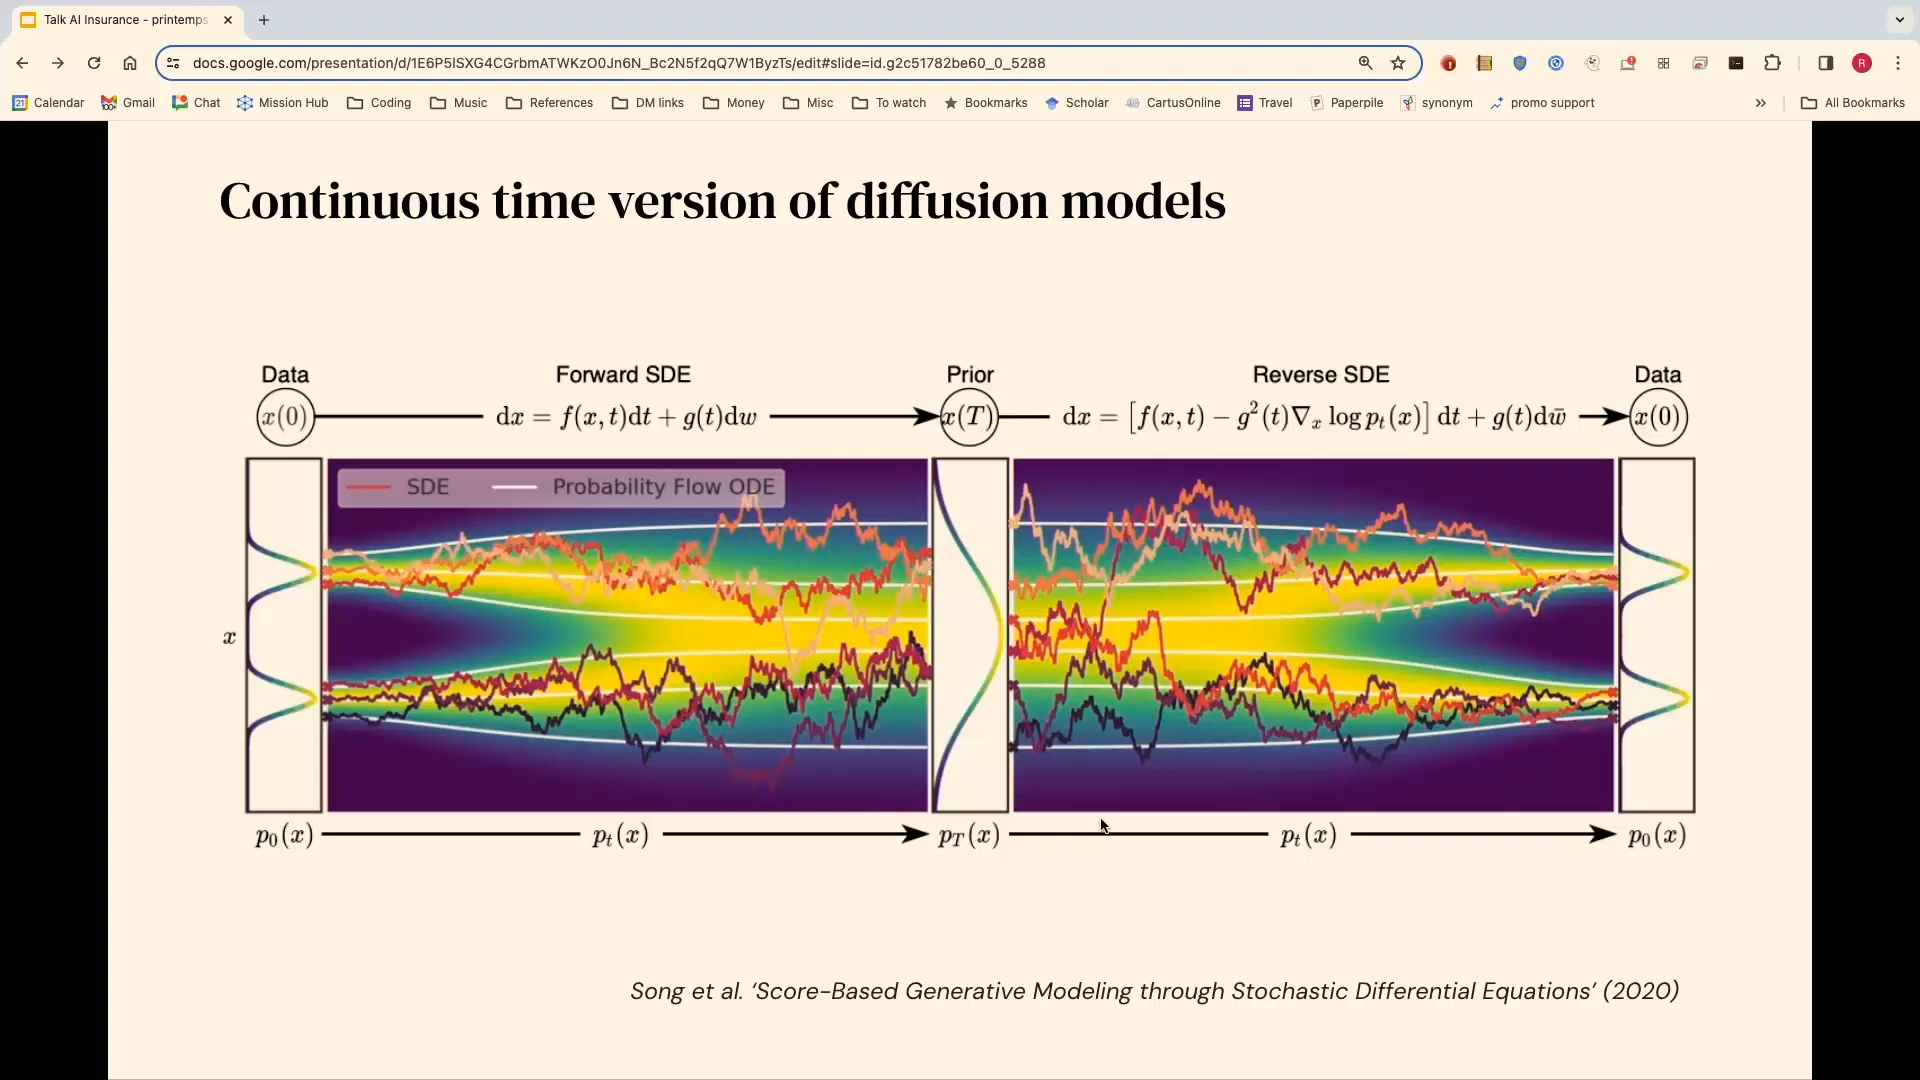 Talk AI Insurance - printemps
docs.google.com/presentation/d/1E6P5lSXG4CGrbmATWKzO0Jn6N_Bc2N5f2qQ7W1ByzTs/edit#slide=id.g2c51782be60_0_5288
Calendar Gmail Chat Mission Hub Coding Music References DM links Money Misc To watch Bookmarks Scholar CartusOnline Travel Paperpile synonym promo support » All Bookmarks
Continuous time version of diffusion models
Data Forward SDE Prior Reverse SDE Data
x(0) dx = f(x, t)dt + g(t)dw x(T) dx = [f(x, t) − g²(t)∇ₓ log pₜ(x)] dt + g(t)dw̄ x(0)
SDE Probability Flow ODE
x
p₀(x) pₜ(x) p_T(x) pₜ(x) p₀(x)
Song et al. ‘Score-Based Generative Modeling through Stochastic Differential Equations’ (2020)